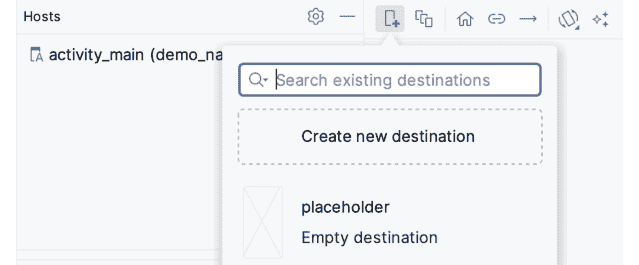 Hosts
activity_main (demo_na
Search existing destinations
Create new destination
placeholder
Empty destination